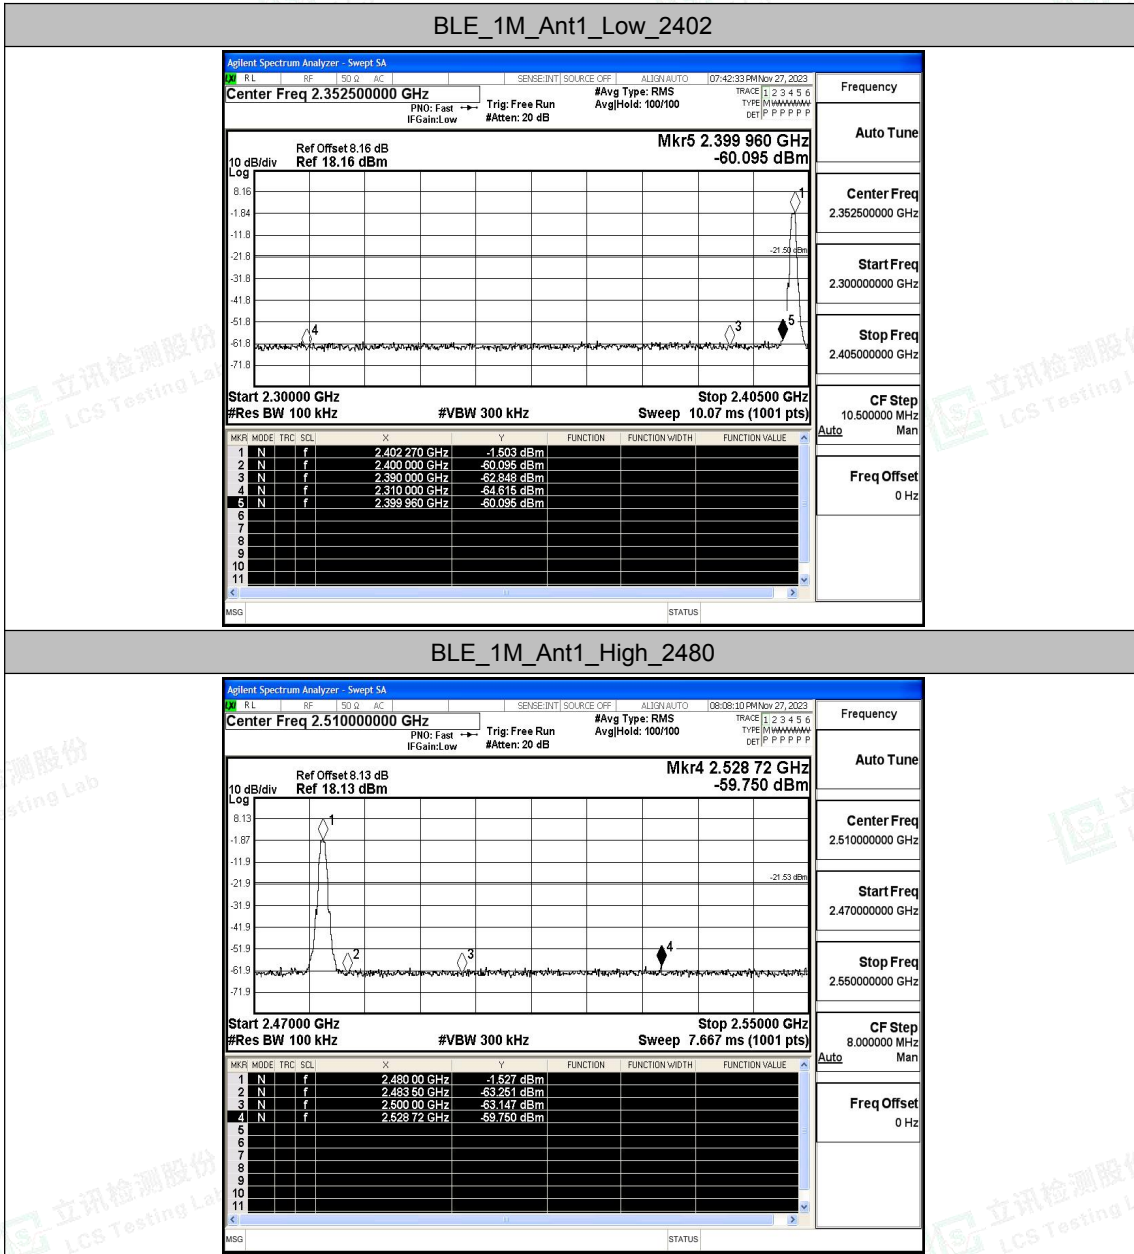 BLE_1M_Ant1_Low_2402
Agilent Spectrum Analyzer - Swept SA
LXI RL RF 50 Ω AC SENSE:INT SOURCE OFF ALIGN AUTO 07:42:33 PM Nov 27, 2023
Center Freq 2.352500000 GHz
#Avg Type: RMS
TRACE 1 2 3 4 5 6
PNO: Fast Trig: Free Run Avg|Hold: 100/100
TYPE M
IFGain:Low #Atten: 20 dB
DET P P P P P P
Frequency
Auto Tune
Ref Offset 8.16 dB
Mkr5 2.399 960 GHz
10 dB/div Ref 18.16 dBm
-60.095 dBm
Log
8.16
-1.84
-11.8
-21.8
-31.8
-41.8
-51.8
-61.8
-71.8
1
-21.50 dBm
4
3
5
Start 2.30000 GHz
Stop 2.40500 GHz
#Res BW 100 kHz
#VBW 300 kHz
Sweep 10.07 ms (1001 pts)
MKR MODE TRC SCL X Y FUNCTION FUNCTION WIDTH FUNCTION VALUE
1 N f 2.402 270 GHz -1.503 dBm
2 N f 2.400 000 GHz -60.095 dBm
3 N f 2.390 000 GHz -62.848 dBm
4 N f 2.310 000 GHz -64.615 dBm
5 N f 2.399 960 GHz -60.095 dBm
6
7
8
9
10
11
MSG
STATUS
Center Freq
2.352500000 GHz
Start Freq
2.300000000 GHz
Stop Freq
2.405000000 GHz
CF Step
10.500000 MHz
Auto Man
Freq Offset
0 Hz
BLE_1M_Ant1_High_2480
Agilent Spectrum Analyzer - Swept SA
LXI RL RF 50 Ω AC SENSE:INT SOURCE OFF ALIGN AUTO 08:08:10 PM Nov 27, 2023
Center Freq 2.510000000 GHz
#Avg Type: RMS
TRACE 1 2 3 4 5 6
PNO: Fast Trig: Free Run Avg|Hold: 100/100
TYPE M
IFGain:Low #Atten: 20 dB
DET P P P P P P
Frequency
Auto Tune
Ref Offset 8.13 dB
Mkr4 2.528 72 GHz
10 dB/div Ref 18.13 dBm
-59.750 dBm
Log
8.13
-1.87
-11.9
-21.9
-31.9
-41.9
-51.9
-61.9
-71.9
1
-21.53 dBm
2
3
4
Start 2.47000 GHz
Stop 2.55000 GHz
#Res BW 100 kHz
#VBW 300 kHz
Sweep 7.667 ms (1001 pts)
MKR MODE TRC SCL X Y FUNCTION FUNCTION WIDTH FUNCTION VALUE
1 N f 2.480 00 GHz -1.527 dBm
2 N f 2.483 50 GHz -63.251 dBm
3 N f 2.500 00 GHz -63.147 dBm
4 N f 2.528 72 GHz -59.750 dBm
5
6
7
8
9
10
11
MSG
STATUS
Center Freq
2.510000000 GHz
Start Freq
2.470000000 GHz
Stop Freq
2.550000000 GHz
CF Step
8.000000 MHz
Auto Man
Freq Offset
0 Hz
立讯检测股份
LCS Testing Lab